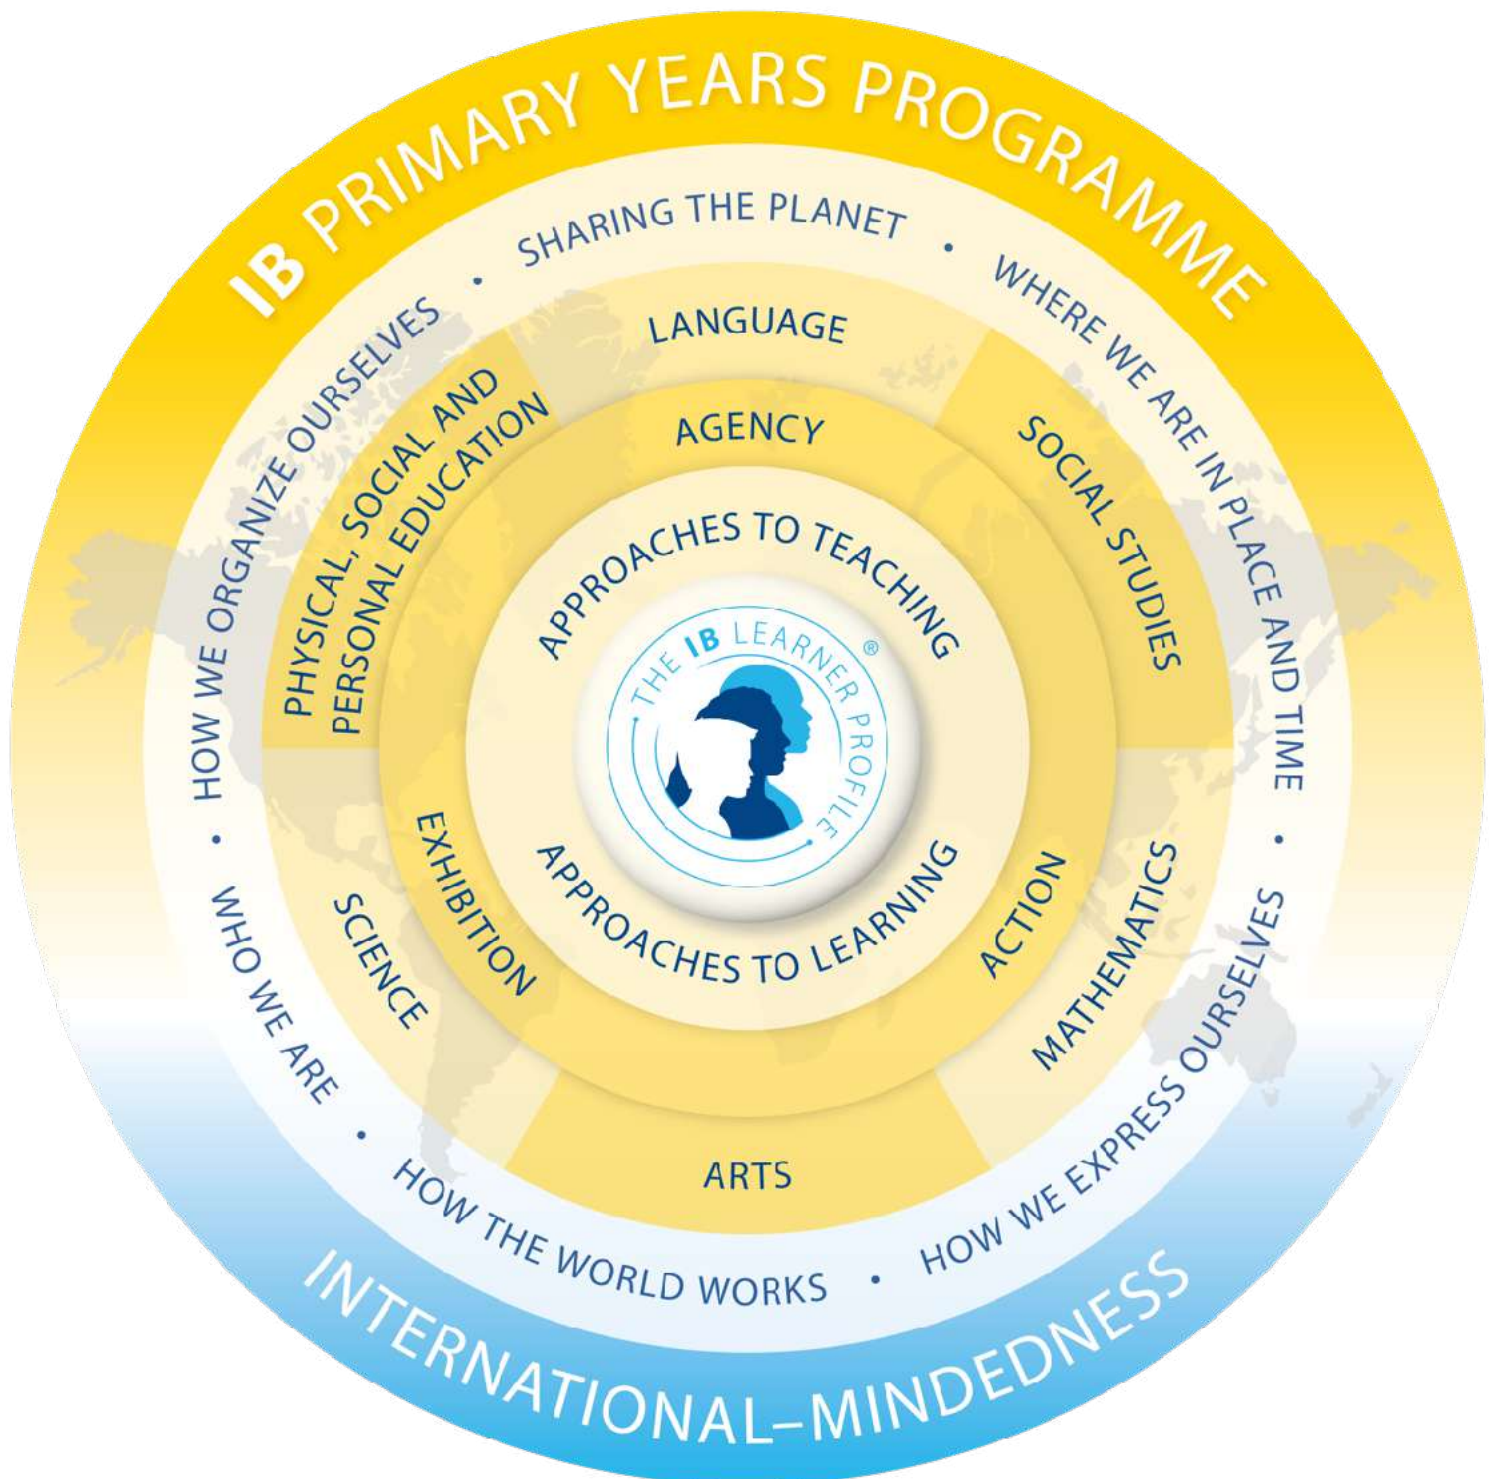 IB PRIMARY YEARS PROGRAMME
SHARING THE PLANET
•
WHERE WE ARE IN PLACE AND TIME
•
HOW WE EXPRESS OURSELVES
•
HOW THE WORLD WORKS
•
WHO WE ARE
•
HOW WE ORGANIZE OURSELVES
•
LANGUAGE
SOCIAL STUDIES
MATHEMATICS
ARTS
SCIENCE
PHYSICAL, SOCIAL AND
PERSONAL EDUCATION
AGENCY
ACTION
EXHIBITION
APPROACHES TO TEACHING
APPROACHES TO LEARNING
THE IB LEARNER PROFILE
®
INTERNATIONAL–MINDEDNESS